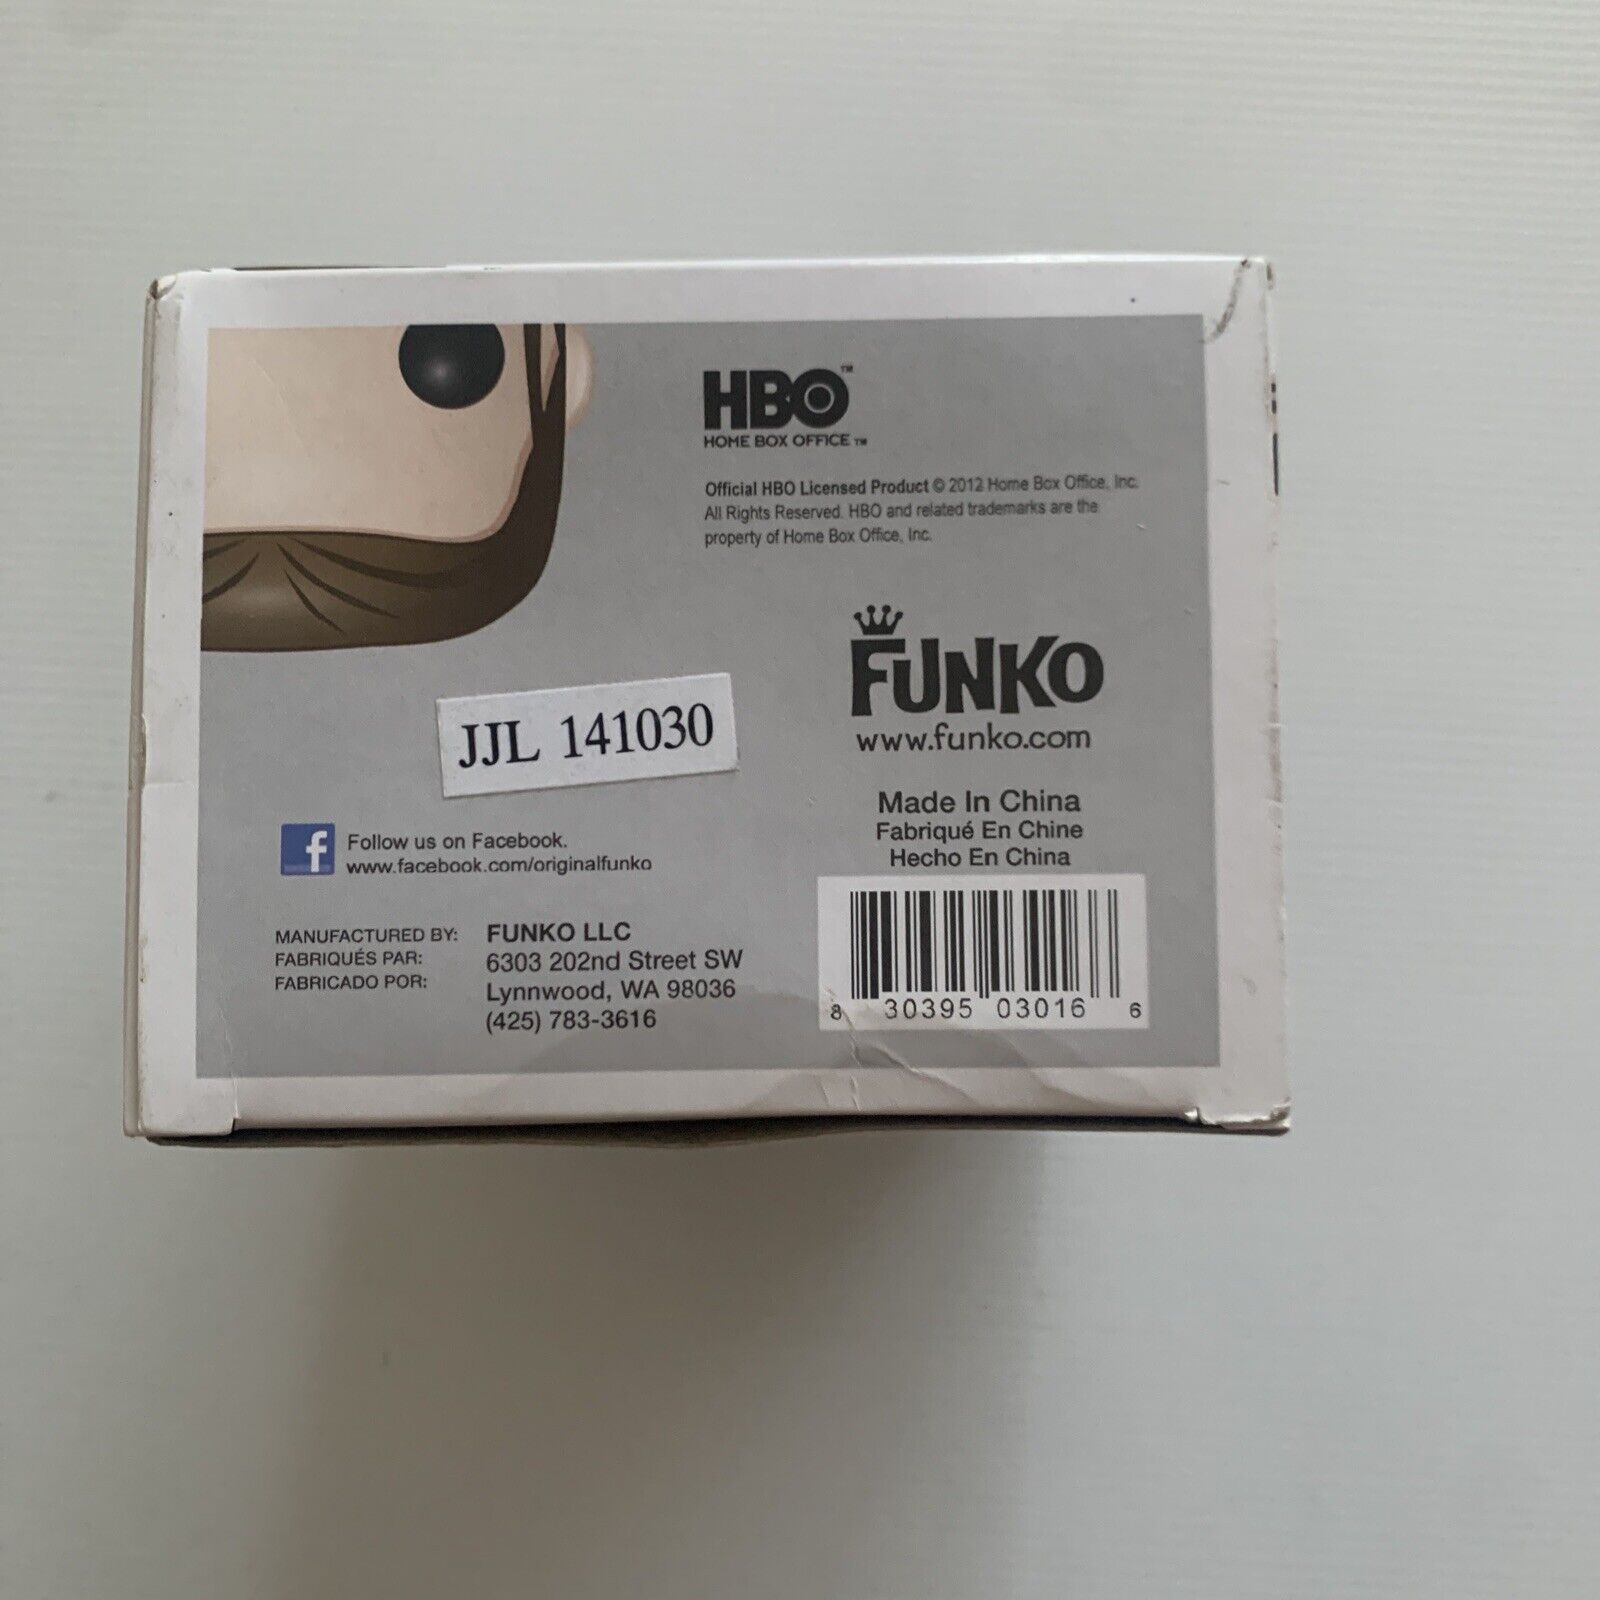 HBO™
HOME BOX OFFICE ™
Official HBO Licensed Product © 2012 Home Box Office, Inc.
All Rights Reserved. HBO and related trademarks are the
property of Home Box Office, Inc.
FUNKO
www.funko.com
JJL 141030
Made In China
Fabriqué En Chine
Hecho En China
f
Follow us on Facebook.
www.facebook.com/originalfunko
MANUFACTURED BY:
FABRIQUÉS PAR:
FABRICADO POR:
FUNKO LLC
6303 202nd Street SW
Lynnwood, WA 98036
(425) 783-3616
8 30395 03016 6